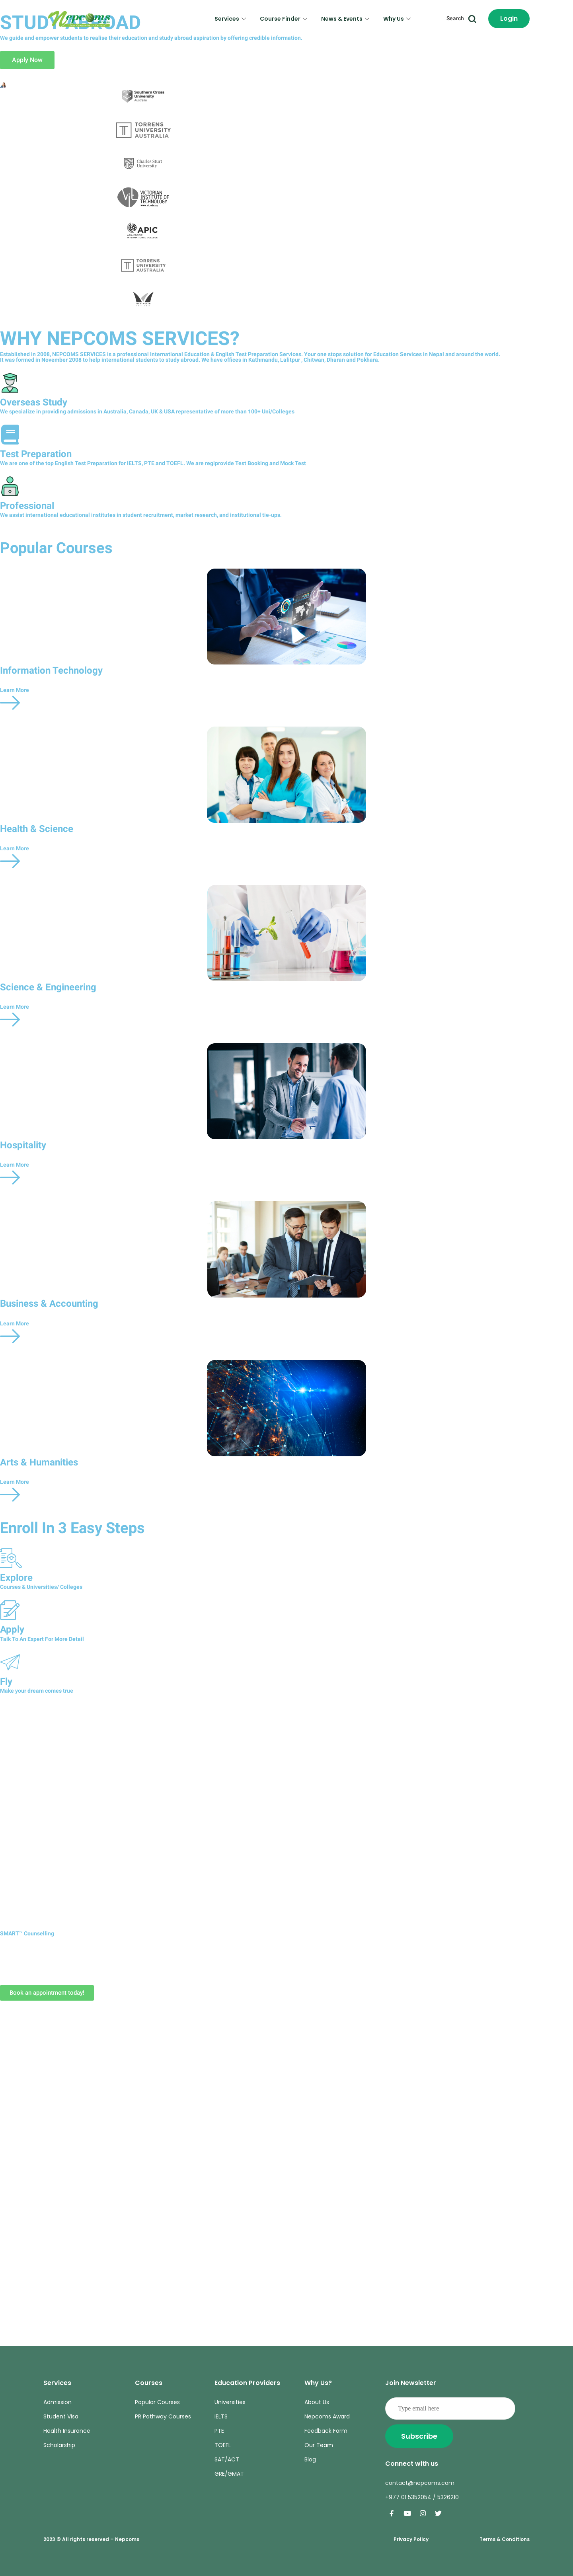 Nepcoms
Services
Course Finder
News & Events
Why Us
Search
Login
STUDY ABROAD
We guide and empower students to realise their education and study abroad aspiration by offering credible information.
Apply Now
Southern Cross
University
Australia
TORRENS
UNIVERSITY
AUSTRALIA
Charles Sturt
University
VICTORIAN
INSTITUTE OF
TECHNOLOGY
www.vit.edu.au
APIC
INTERNATIONAL COLLEGE
TORRENS
UNIVERSITY
AUSTRALIA
WHY NEPCOMS SERVICES?
Established in 2008, NEPCOMS SERVICES is a professional International Education & English Test Preparation Services. Your one stops solution for Education Services in Nepal and around the world.
It was formed in November 2008 to help international students to study abroad. We have offices in Kathmandu, Lalitpur , Chitwan, Dharan and Pokhara.
Overseas Study
We specialize in providing admissions in Australia, Canada, UK & USA representative of more than 100+ Uni/Colleges
Test Preparation
We are one of the top English Test Preparation for IELTS, PTE and TOEFL. We are regiprovide Test Booking and Mock Test
Professional
We assist international educational institutes in student recruitment, market research, and institutional tie-ups.
Popular Courses
Information Technology
Learn More
Health & Science
Learn More
Science & Engineering
Learn More
Hospitality
Learn More
Business & Accounting
Learn More
Arts & Humanities
Learn More
Enroll In 3 Easy Steps
Explore
Courses & Universities/ Colleges
Apply
Talk To An Expert For More Detail
Fly
Make your dream comes true
SMART™ Counselling
Book an appointment today!
Services
Admission
Student Visa
Health Insurance
Scholarship
Courses
Popular Courses
PR Pathway Courses
Education Providers
Universities
IELTS
PTE
TOEFL
SAT/ACT
GRE/GMAT
Why Us?
About Us
Nepcoms Award
Feedback Form
Our Team
Blog
Join Newsletter
Type email here
Subscribe
Connect with us
contact@nepcoms.com
+977 01 5352054 / 5326210
2023 © All rights reserved – Nepcoms
Privacy Policy
Terms & Conditions